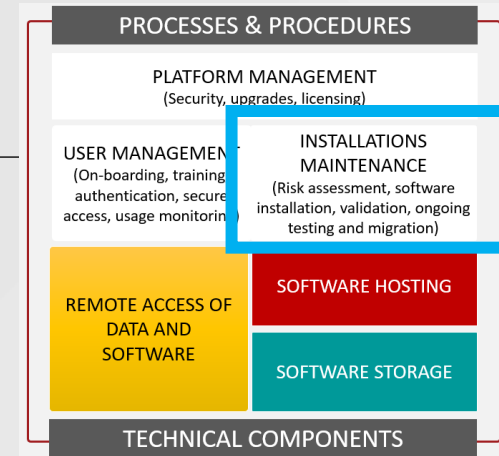 PROCESSES & PROCEDURES
PLATFORM MANAGEMENT
(Security, upgrades, licensing)
USER MANAGEMENT
(On-boarding, training
authentication, secure
access, usage monitoring)
INSTALLATIONS
MAINTENANCE
(Risk assessment, software
installation, validation, ongoing
testing and migration)
REMOTE ACCESS OF
DATA AND
SOFTWARE
SOFTWARE HOSTING
SOFTWARE STORAGE
TECHNICAL COMPONENTS